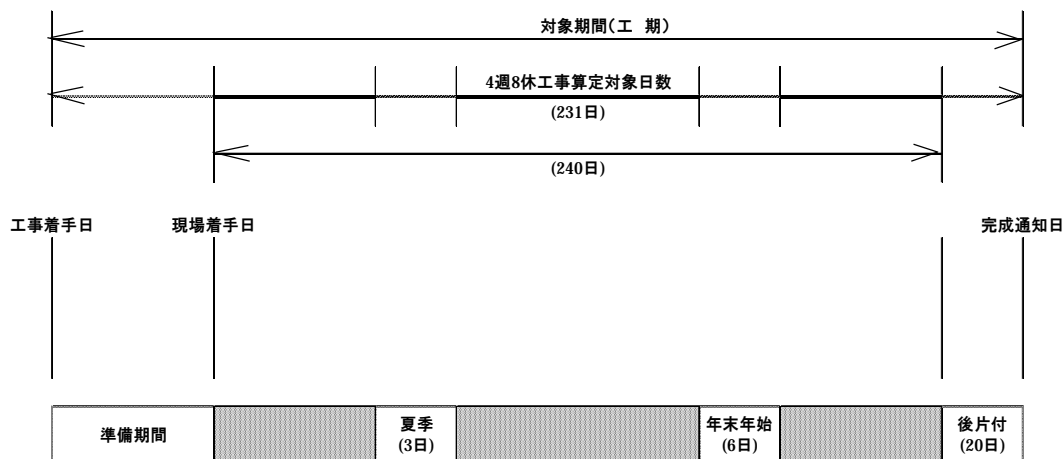 対象期間(工 期)
4週8休工事算定対象日数
(231日)
(240日)
工事着手日
現場着手日
完成通知日
準備期間
夏季
(3日)
年末年始
(6日)
後片付
(20日)